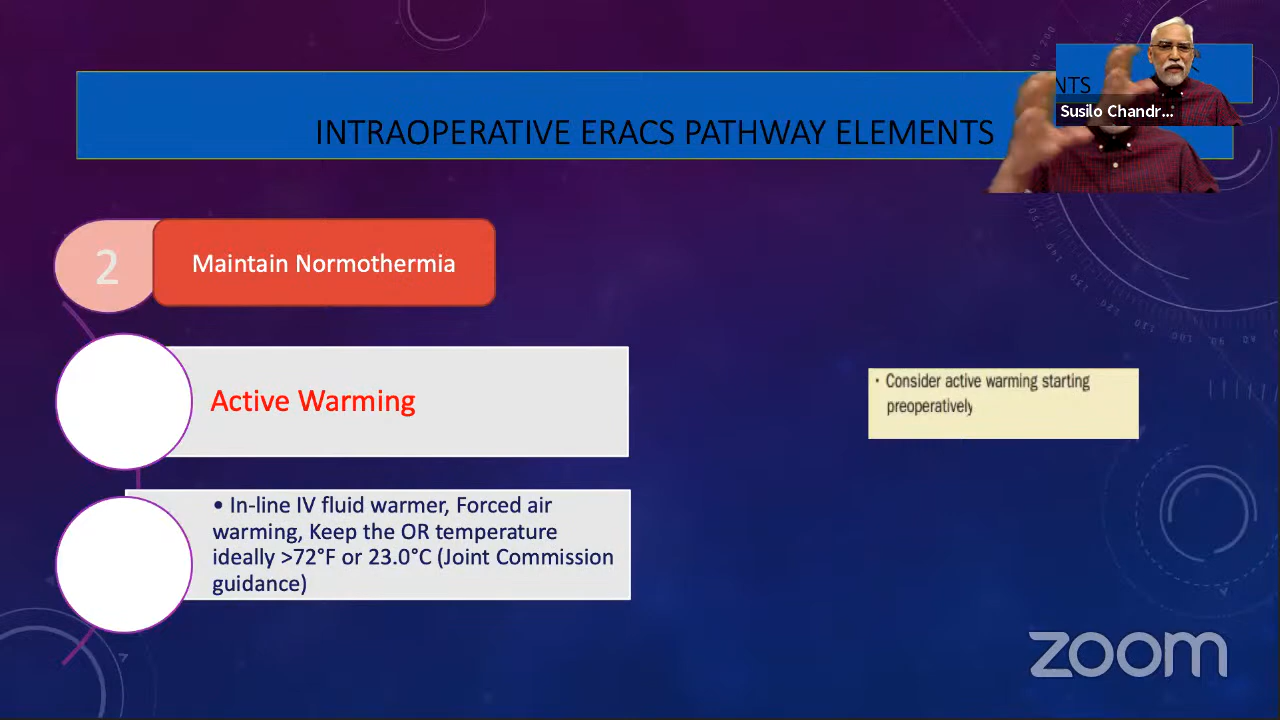 INTRAOPERATIVE ERACS PATHWAY ELEMENTS
NTS
Susilo Chandr...
2
Maintain Normothermia
Active Warming
• Consider active warming starting
preoperatively
• In-line IV fluid warmer, Forced air
warming, Keep the OR temperature
ideally >72°F or 23.0°C (Joint Commission
guidance)
zoom